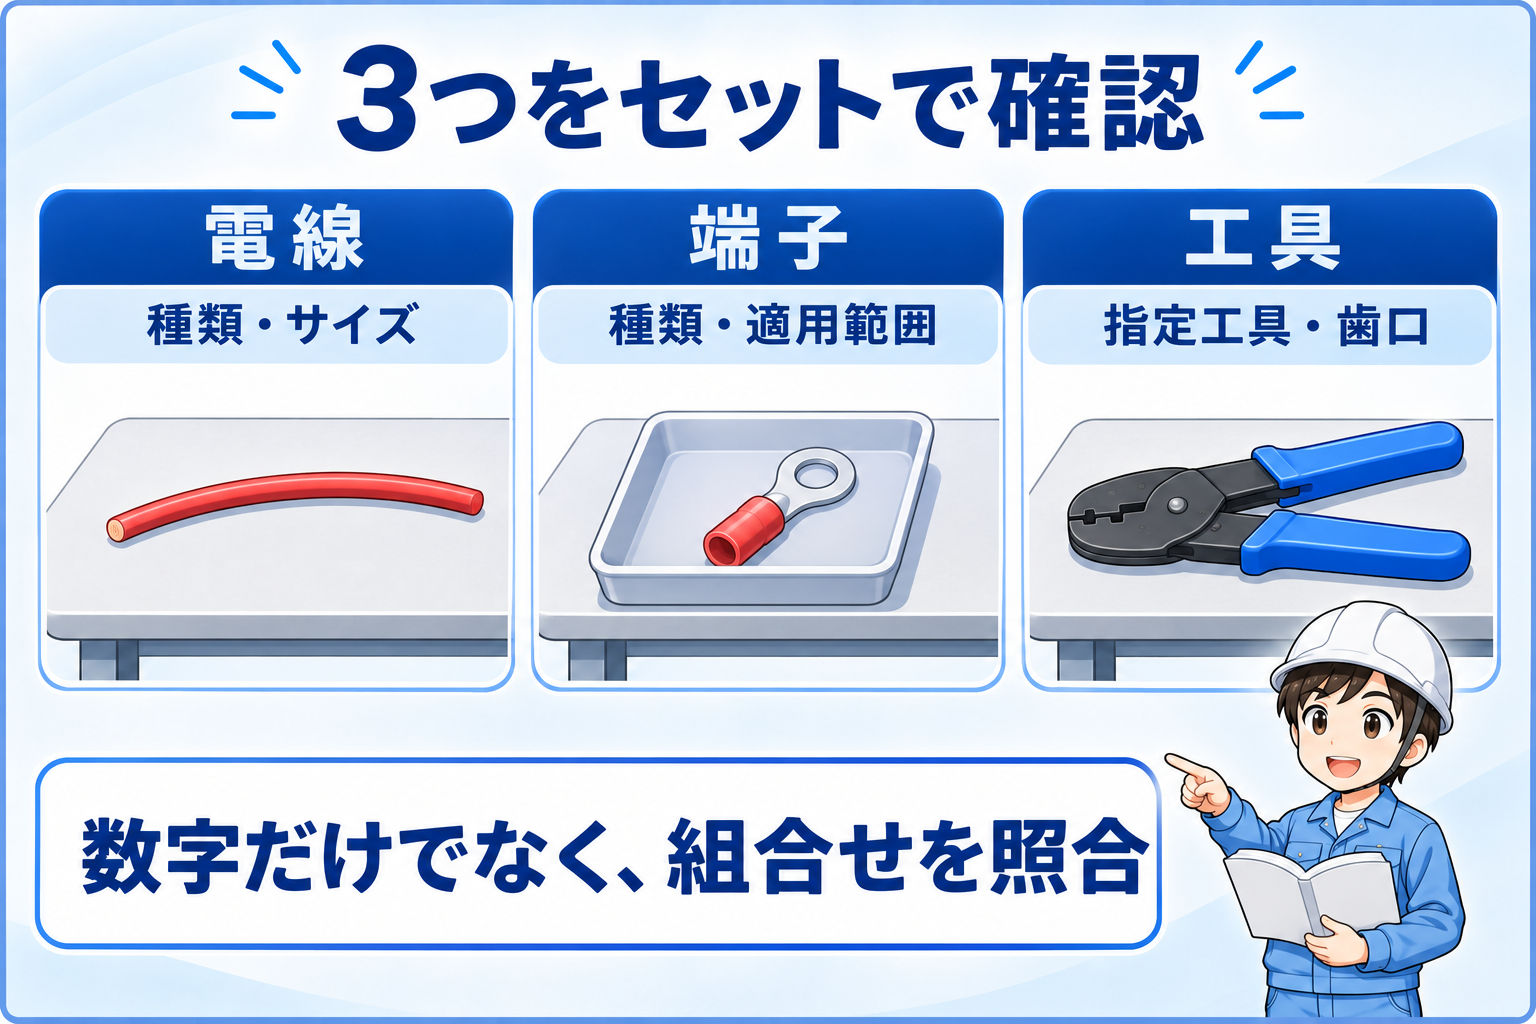 3つをセットで確認
電線
種類・サイズ
端子
種類・適用範囲
工具
指定工具・歯口
数字だけでなく、組合せを照合